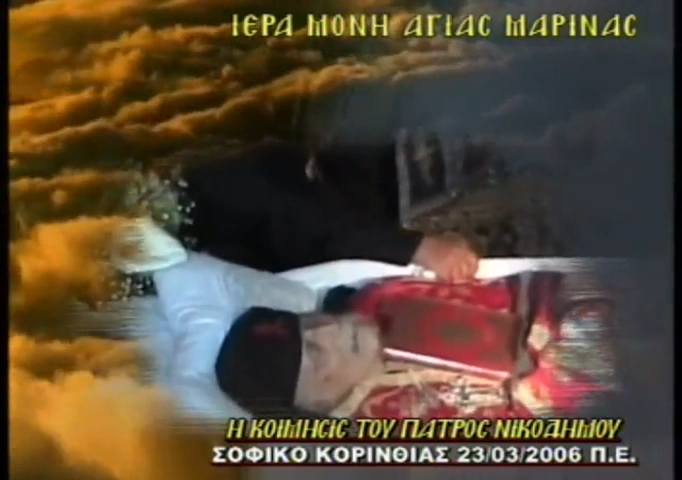 ΙΕΡΑ ΜΟΝΗ ΑΓΙΑΣ ΜΑΡΙΝΑΣ
Η ΚΟΙΜΗΣΙΣ ΤΟΥ ΠΑΤΡΟΣ ΝΙΚΟΔΗΜΟΥ
ΣΟΦΙΚΟ ΚΟΡΙΝΘΙΑΣ 23/03/2006 Π.Ε.